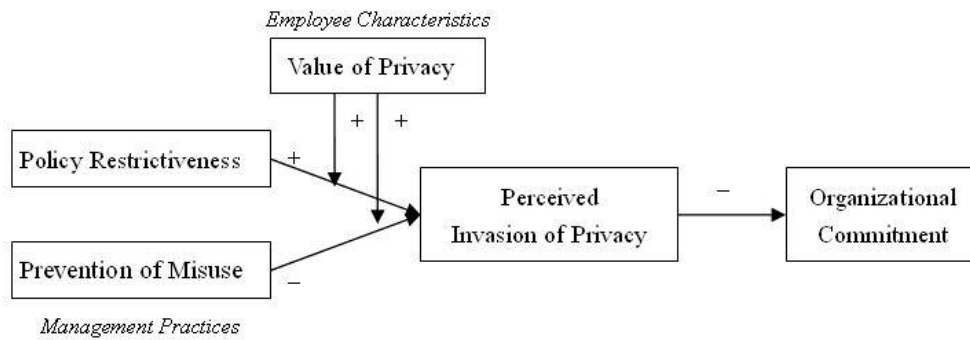 Employee Characteristics
Value of Privacy
+ +
Policy Restrictiveness
+
Perceived
Invasion of Privacy
−
Organizational
Commitment
Prevention of Misuse
−
Management Practices